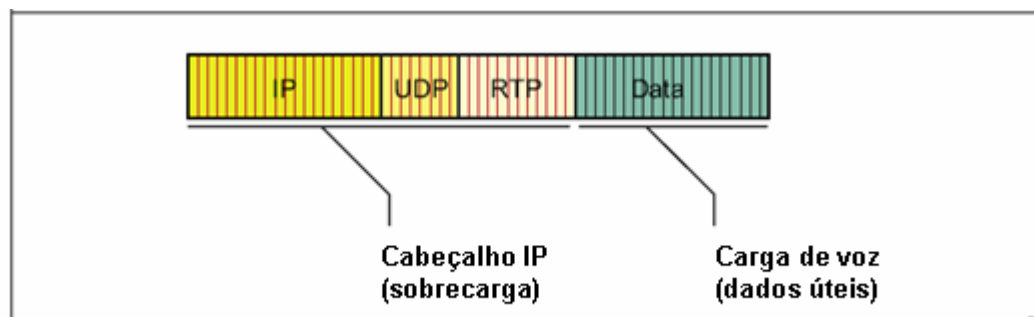 IP UDP RTP Data
Cabeçalho IP
(sobrecarga)
Carga de voz
(dados úteis)